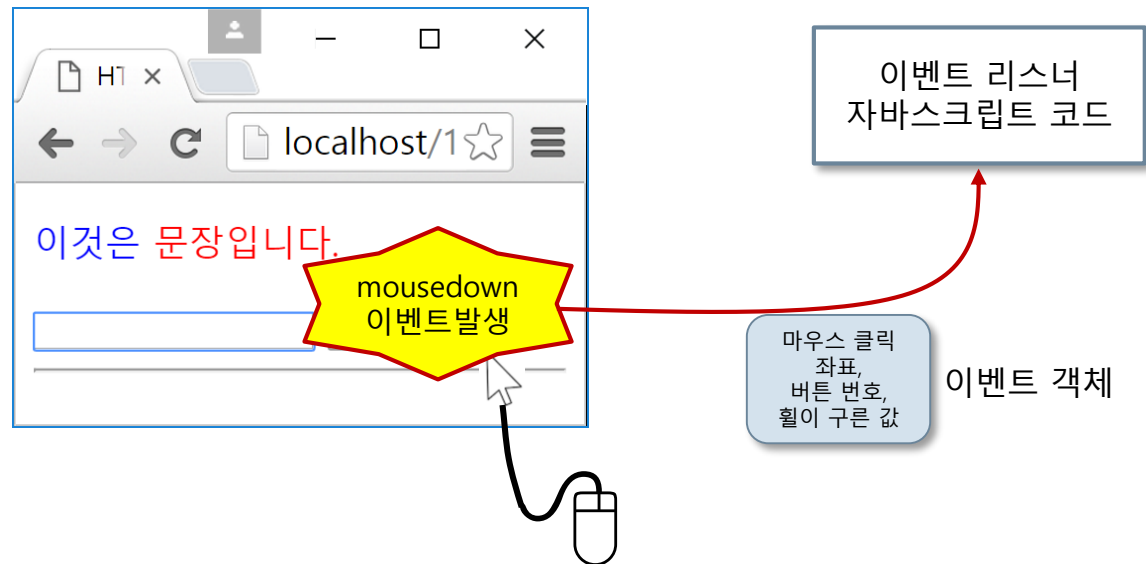 HT
localhost/1
이것은 문장입니다.
mousedown
이벤트발생
이벤트 리스너
자바스크립트 코드
마우스 클릭
좌표,
버튼 번호,
휠이 구른 값
이벤트 객체